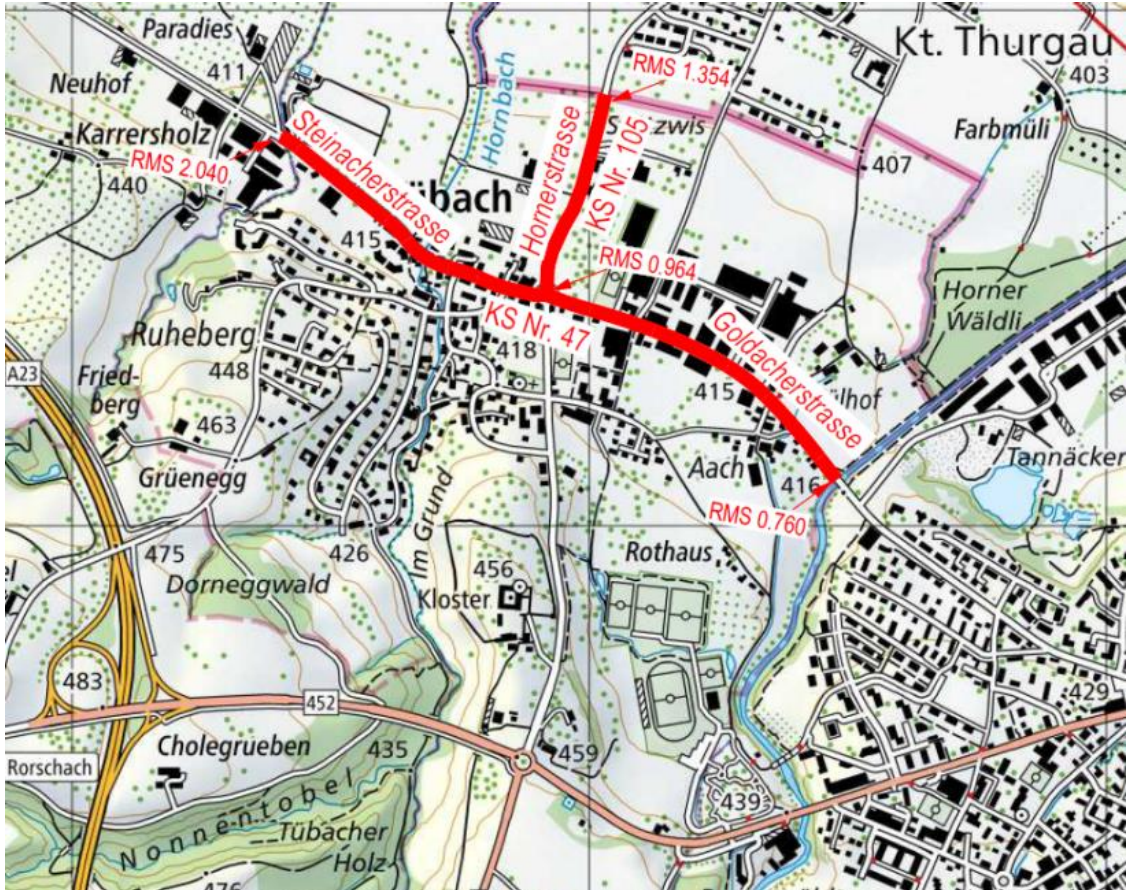 Paradies
Kt. Thurgau
411
RMS 1.354
403
Neuhof
Hornbach
Karrersholz
Steinacherstrasse
Farbmüli
RMS 2.040
Hornerstrasse
KS Nr. 105
407
440
bach
415
RMS 0.964
Horner
Wäldli
Ruheberg
KS Nr. 47
Goldacherstrasse
418
A23
Fried-
berg
448
415
lhof
463
Aach
416
Tannäcker
Grüenegg
RMS 0.760
Im Grund
426
475
Rothaus
Dorneggwald
456
Kloster
483
452
429
Cholegrueben
435
459
Rorschach
Nonnentobel
439
Tübacher
Holz
476